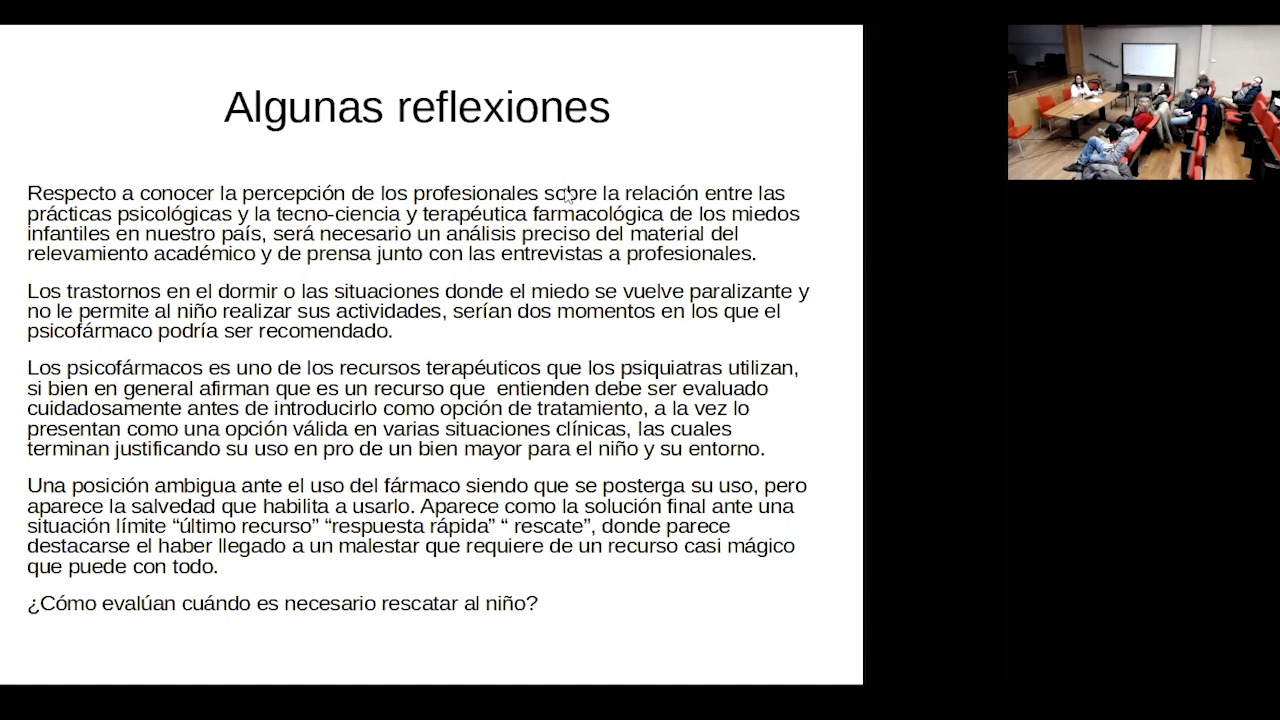 Algunas reflexiones
Respecto a conocer la percepción de los profesionales sobre la relación entre las
prácticas psicológicas y la tecno-ciencia y terapéutica farmacológica de los miedos
infantiles en nuestro país, será necesario un análisis preciso del material del
relevamiento académico y de prensa junto con las entrevistas a profesionales.
Los trastornos en el dormir o las situaciones donde el miedo se vuelve paralizante y
no le permite al niño realizar sus actividades, serían dos momentos en los que el
psicofármaco podría ser recomendado.
Los psicofármacos es uno de los recursos terapéuticos que los psiquiatras utilizan,
si bien en general afirman que es un recurso que  entienden debe ser evaluado
cuidadosamente antes de introducirlo como opción de tratamiento, a la vez lo
presentan como una opción válida en varias situaciones clínicas, las cuales
terminan justificando su uso en pro de un bien mayor para el niño y su entorno.
Una posición ambigua ante el uso del fármaco siendo que se posterga su uso, pero
aparece la salvedad que habilita a usarlo. Aparece como la solución final ante una
situación límite “último recurso” “respuesta rápida” “ rescate”, donde parece
destacarse el haber llegado a un malestar que requiere de un recurso casi mágico
que puede con todo.
¿Cómo evalúan cuándo es necesario rescatar al niño?